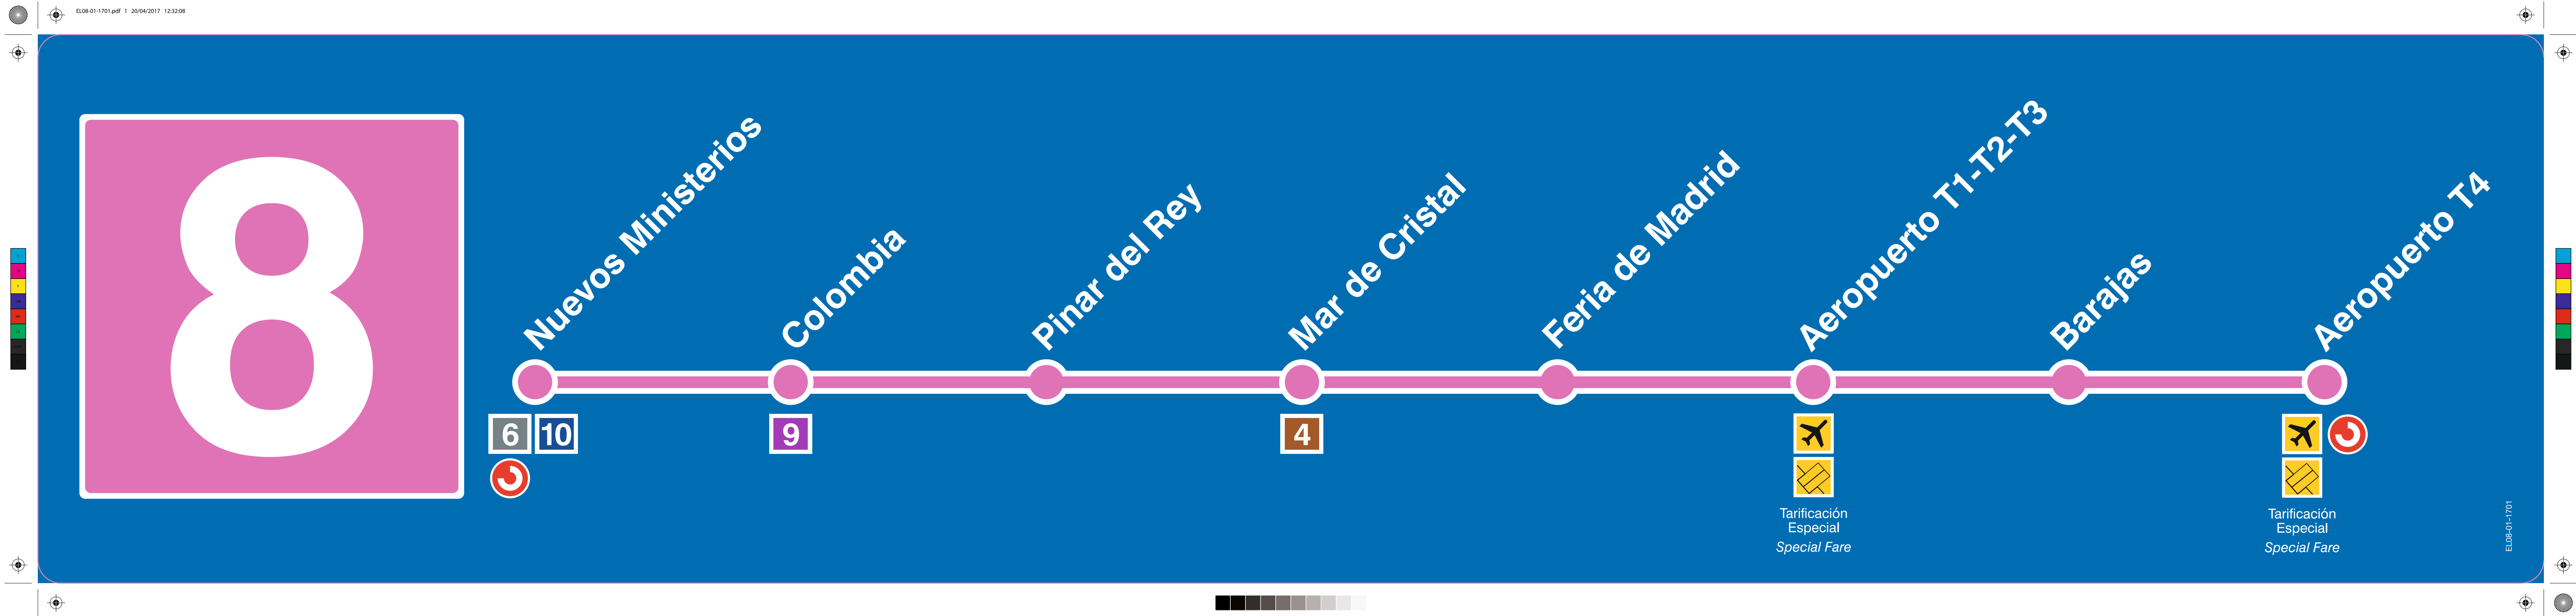 EL08-01-1701.pdf 1 20/04/2017 12:32:08
8
Nuevos Ministerios
Colombia
Pinar del Rey
Mar de Cristal
Feria de Madrid
Aeropuerto T1-T2-T3
Barajas
Aeropuerto T4
6 10
9
4
Tarificación
Especial
Special Fare
Tarificación
Especial
Special Fare
EL08-01-1701